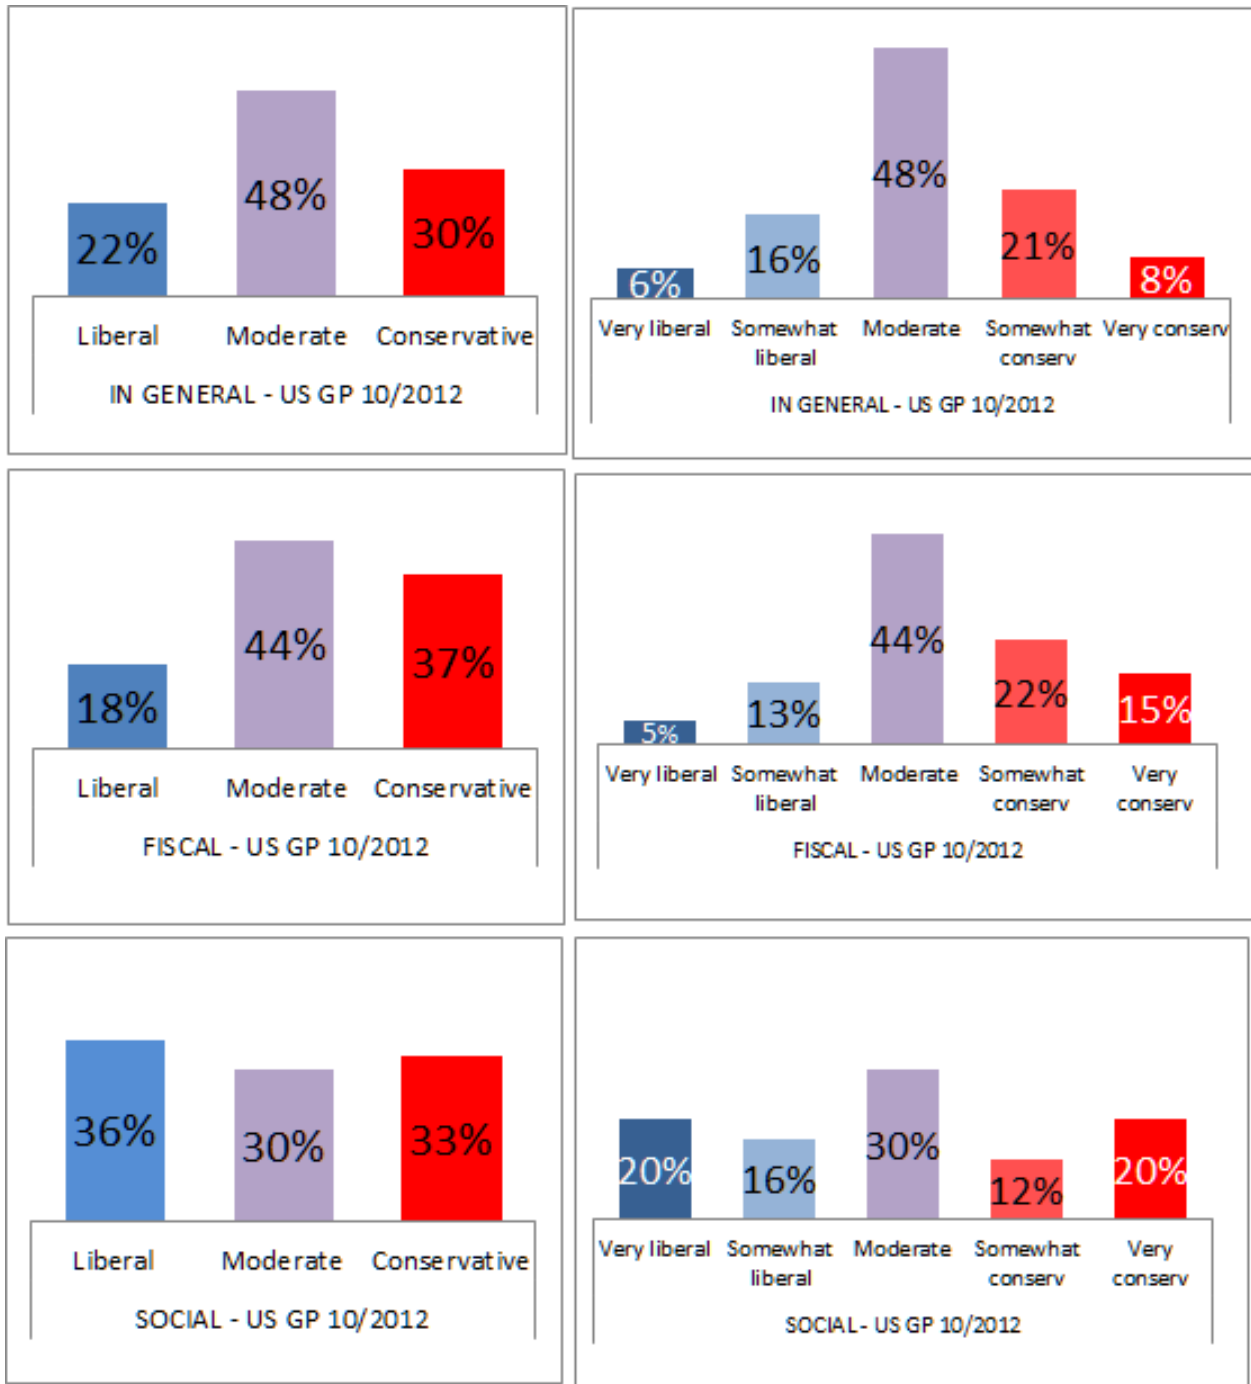 48%
30%
22%
Liberal Moderate Conservative
IN GENERAL - US GP 10/2012
48%
21%
16%
8%
6%
Very liberal Somewhat liberal Moderate Somewhat conserv Very conserv
IN GENERAL - US GP 10/2012
44%
37%
18%
Liberal Moderate Conservative
FISCAL - US GP 10/2012
44%
22%
15%
13%
5%
Very liberal Somewhat liberal Moderate Somewhat conserv Very conserv
FISCAL - US GP 10/2012
36%
33%
30%
Liberal Moderate Conservative
SOCIAL - US GP 10/2012
30%
20% 20%
16%
12%
Very liberal Somewhat liberal Moderate Somewhat conserv Very conserv
SOCIAL - US GP 10/2012